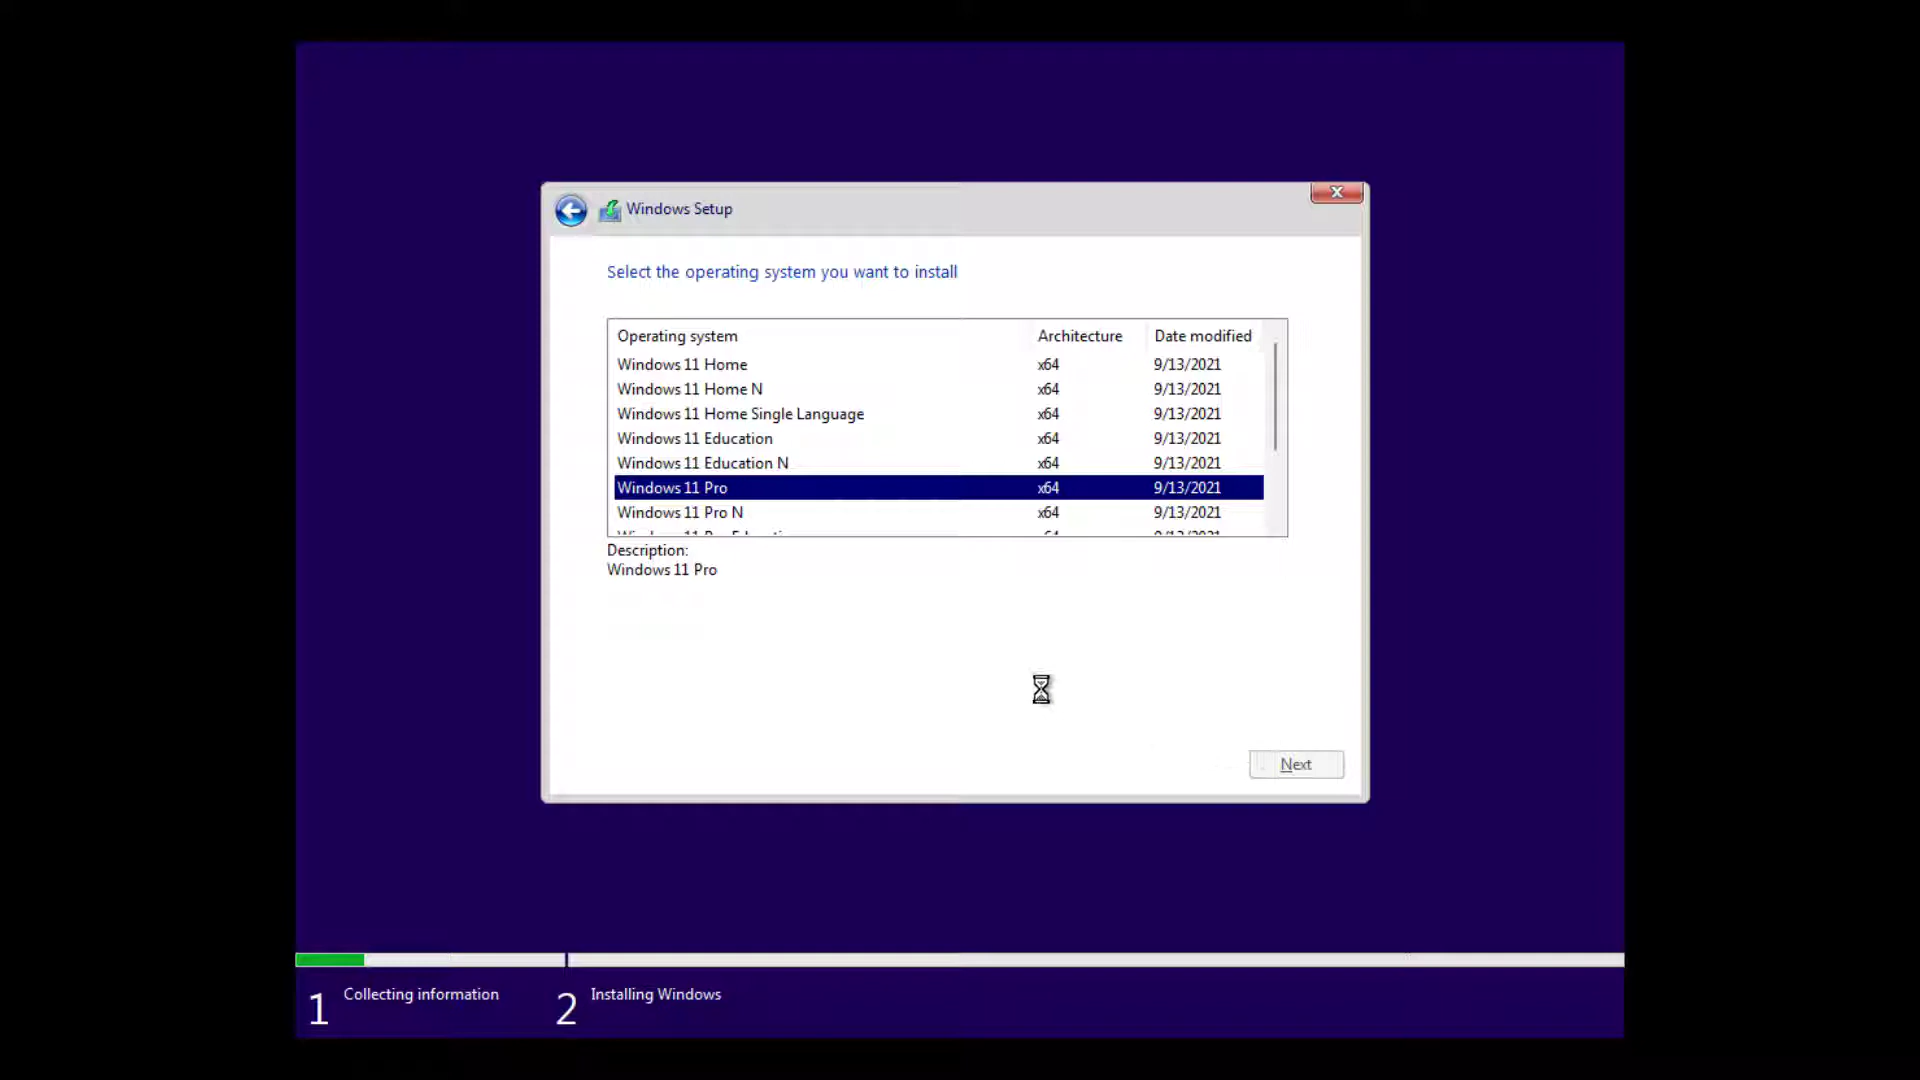 Windows Setup
Select the operating system you want to install
Operating system Architecture Date modified
Windows 11 Home x64 9/13/2021
Windows 11 Home N x64 9/13/2021
Windows 11 Home Single Language x64 9/13/2021
Windows 11 Education x64 9/13/2021
Windows 11 Education N x64 9/13/2021
Windows 11 Pro x64 9/13/2021
Windows 11 Pro N x64 9/13/2021
Description:
Windows 11 Pro
Next
1 Collecting information 2 Installing Windows